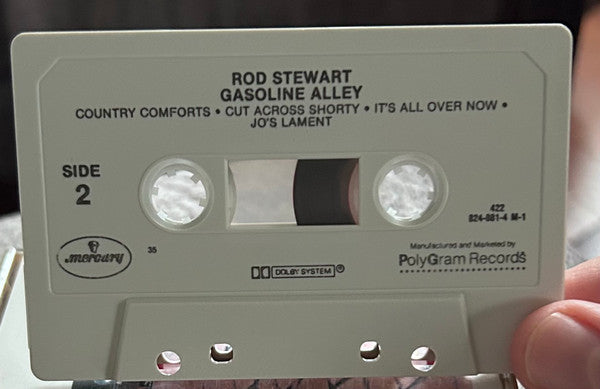 ROD STEWART
GASOLINE ALLEY
COUNTRY COMFORTS • CUT ACROSS SHORTY • IT'S ALL OVER NOW •
JO'S LAMENT
SIDE
2
422
824-881-4 M-1
mercury
35
DOLBY SYSTEM®
Manufactured and Marketed by
PolyGram Records